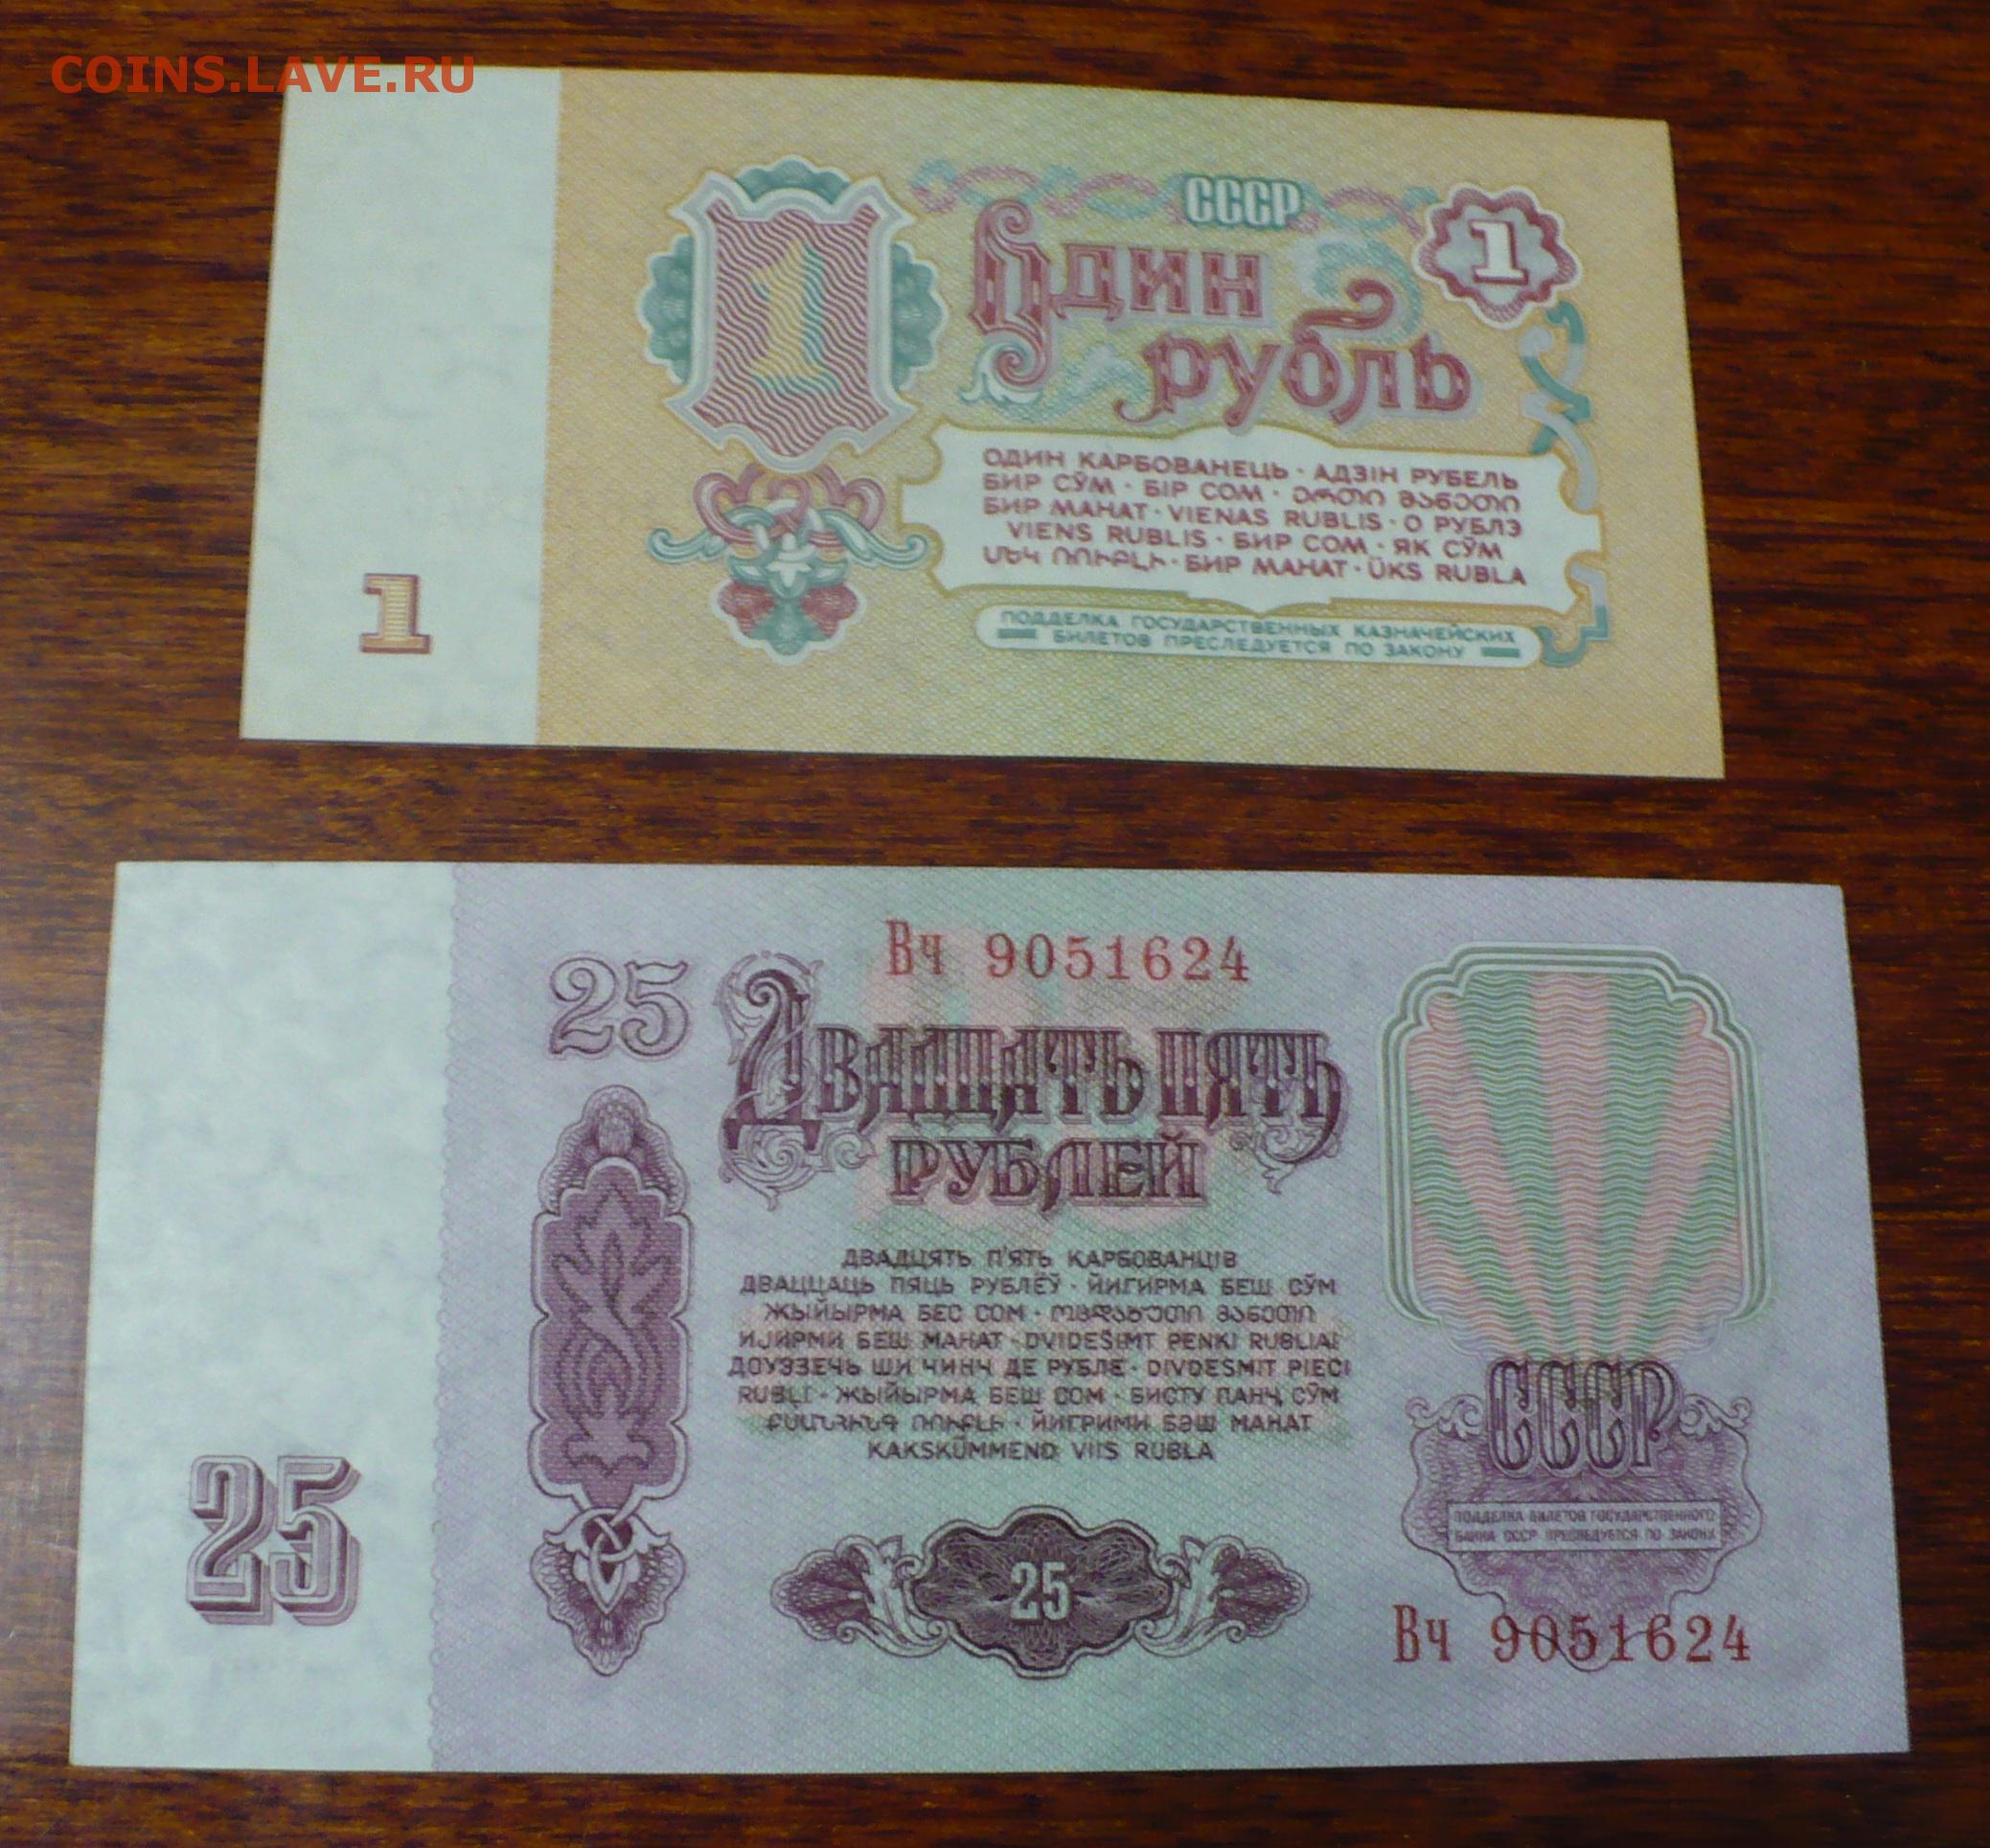 COINS.LAVE.RU
СССР
1
Один
рубль
1
ОДИН КАРБОВАНЕЦЬ · АДЗІН РУБЕЛЬ
БИР СЎМ · БІР СОМ · ᲔᲠᲗᲘ ᲛᲐᲜᲔᲗᲘ
БИР МАНАТ · VIENAS RUBLIS · О РУБЛЭ
VIENS RUBLIS · БИР СОМ · ЯК СЎМ
ՄԵԿ ՌՈՒԲԼԻ · БИР МАНАТ · ÜKS RUBLA
ПОДДЕЛКА ГОСУДАРСТВЕННЫХ КАЗНАЧЕЙСКИХ
БИЛЕТОВ ПРЕСЛЕДУЕТСЯ ПО ЗАКОНУ
1
Вч 9051624
25
Двадцать пять
рублей
ДВАДЦЯТЬ П'ЯТЬ КАРБОВАНЦІВ
ДВАЦЦАЦЬ ПЯЦЬ РУБЛЁЎ · ЙИГИРМА БЕШ СЎМ
ЖЫЙЫРМА БЕС СОМ · ᲝᲪᲓᲐᲮᲣᲗᲘ ᲛᲐᲜᲔᲗᲘ
ИЈИРМИ БЕШ МАНАТ · DVIDEŠIMT PENKI RUBLIAI
ДОУЭЗЕЧЬ ШИ ЧИНЧ ДЕ РУБЛЕ · DIVDESMIT PIECI
RUBĻI · ЖЫЙЫРМА БЕШ СОМ · БИСТУ ПАНҶ СЎМ
ՔՍԱՆՀԻՆԳ ՌՈՒԲԼԻ · ЙИГРИМИ БӘШ МАНАТ
KAKSKÜMMEND VIIS RUBLA
СССР
ПОДДЕЛКА БИЛЕТОВ ГОСУДАРСТВЕННОГО
БАНКА СССР ПРЕСЛЕДУЕТСЯ ПО ЗАКОНУ
25
25
Вч 9051624